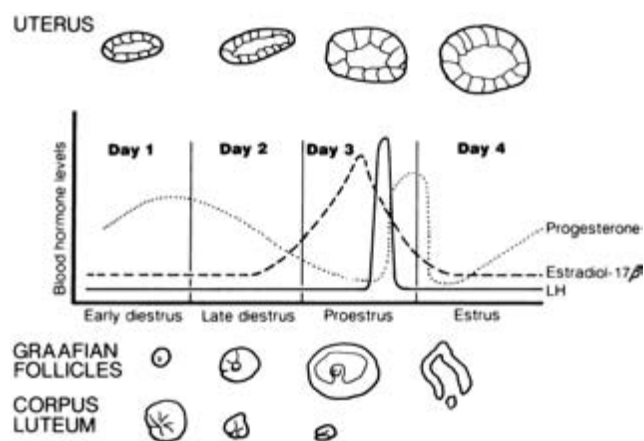 UTERUS
Day 1
Day 2
Day 3
Day 4
Blood hormone levels
Progesterone
Estradiol-17β
LH
Early diestrus
Late diestrus
Proestrus
Estrus
GRAAFIAN
FOLLICLES
CORPUS
LUTEUM